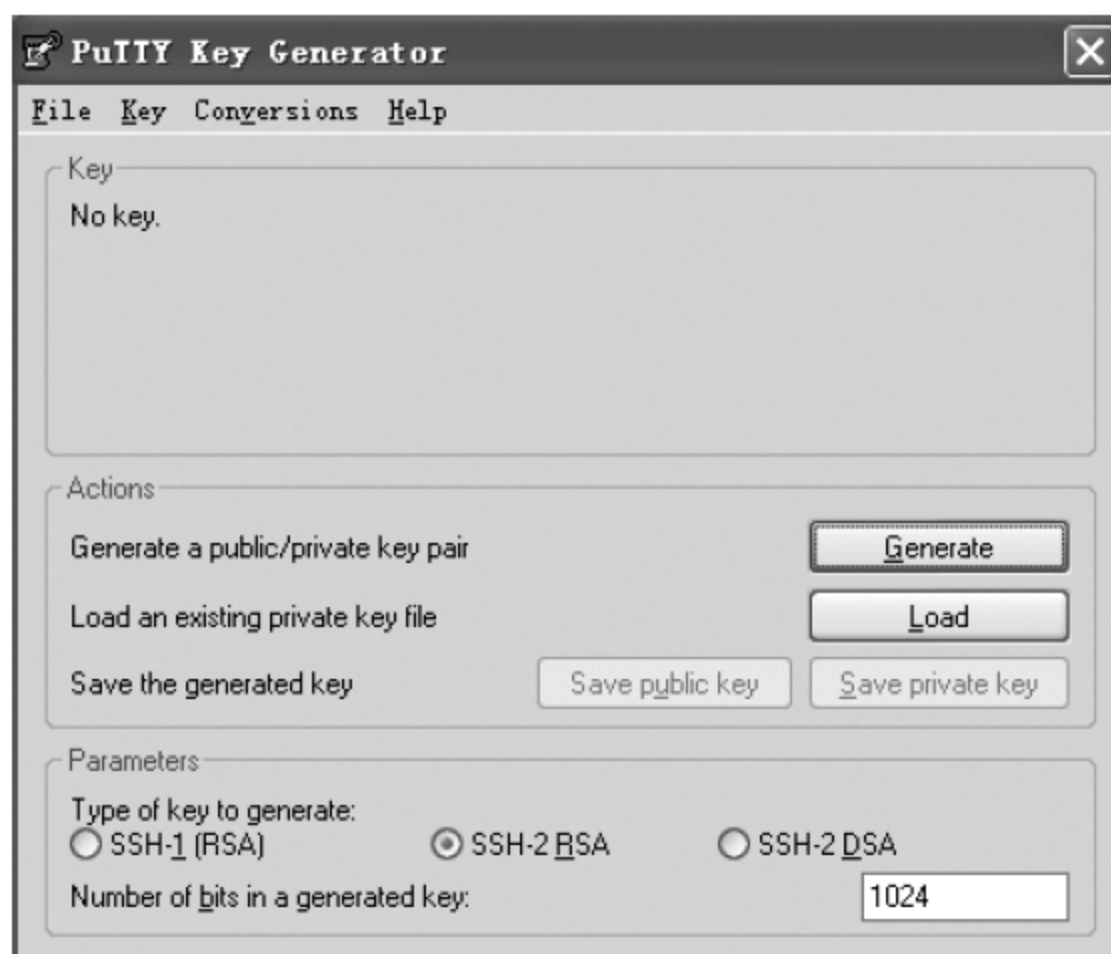 PuTTY Key Generator
File Key Conversions Help
Key
No key.
Actions
Generate a public/private key pair
Generate
Load an existing private key file
Load
Save the generated key
Save public key
Save private key
Parameters
Type of key to generate:
SSH-1 (RSA) SSH-2 RSA SSH-2 DSA
Number of bits in a generated key:
1024